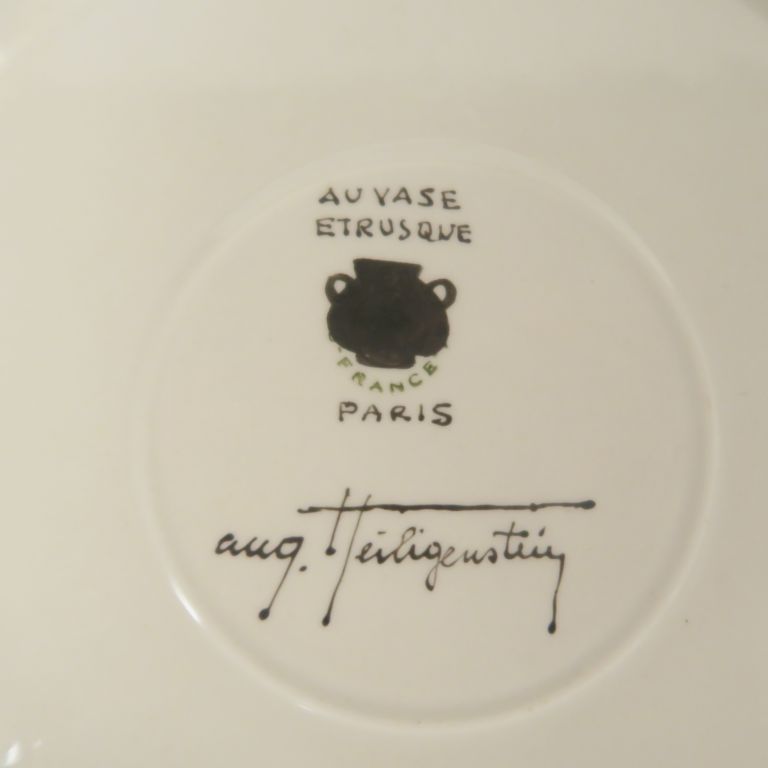 AU VASE
ETRUSQUE
FRANCE
PARIS
aug. Heiligenstein